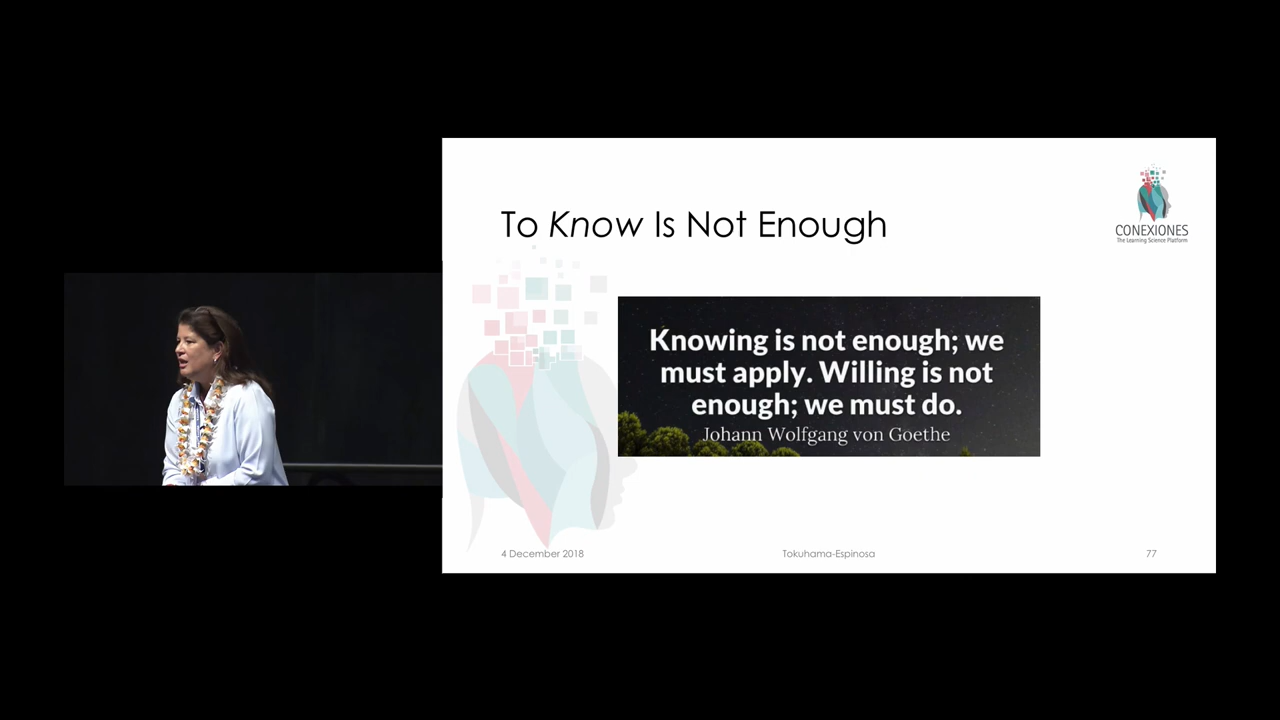 To Know Is Not Enough
CONEXIONES
The Learning Science Platform
Knowing is not enough; we
must apply. Willing is not
enough; we must do.
Johann Wolfgang von Goethe
4 December 2018
Tokuhama-Espinosa
77